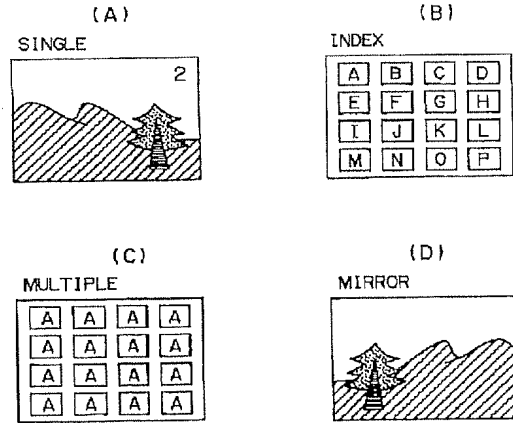 (A)
SINGLE
2
(B)
INDEX
A B C D
E F G H
I J K L
M N O P
(C)
MULTIPLE
A A A A
A A A A
A A A A
A A A A
(D)
MIRROR